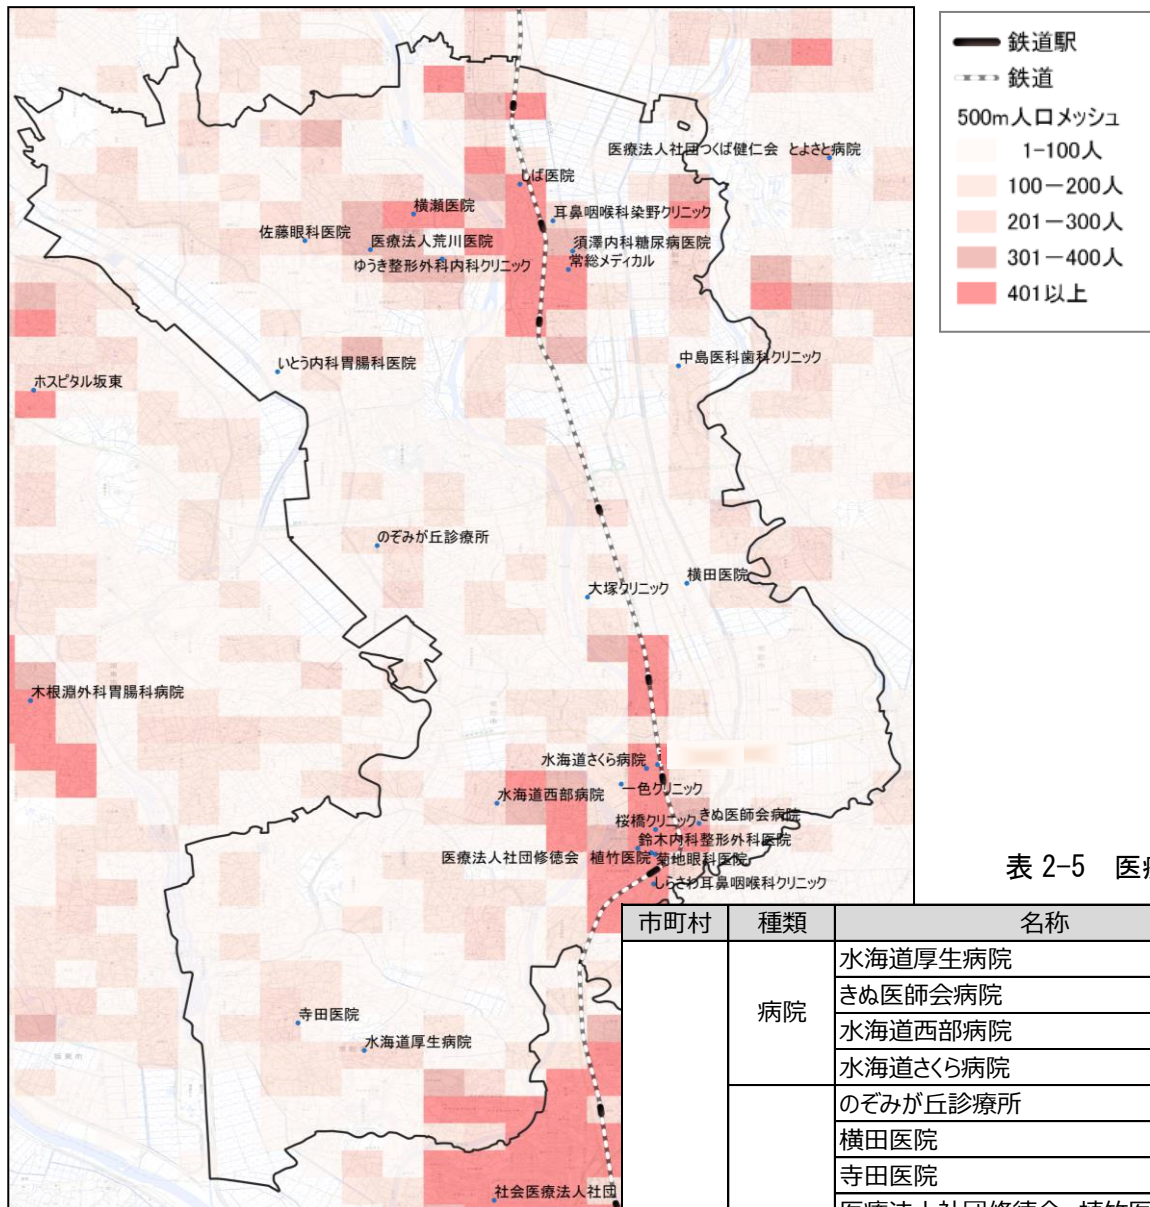 鉄道駅
鉄道
500m人口メッシュ
1-100人
100－200人
201－300人
301－400人
401以上
医療法人社団つくば健仁会 とよさと病院
しば医院
横瀬医院
耳鼻咽喉科染野クリニック
佐藤眼科医院
医療法人荒川医院
須澤内科糖尿病医院
ゆうき整形外科内科クリニック
常総メディカル
いとう内科胃腸科医院
中島医科歯科クリニック
ホスピタル坂東
のぞみが丘診療所
横田医院
大塚クリニック
木根淵外科胃腸科病院
水海道さくら病院
一色クリニック
水海道西部病院
桜橋クリニック
きぬ医師会病院
鈴木内科整形外科医院
医療法人社団修徳会 植竹医院
菊地眼科医院
しらさわ耳鼻咽喉科クリニック
寺田医院
水海道厚生病院
社会医療法人社団
表 2-5 医療
市町村 種類 名称
病院
水海道厚生病院
きぬ医師会病院
水海道西部病院
水海道さくら病院
のぞみが丘診療所
横田医院
寺田医院
医療法人社団修徳会 植竹医